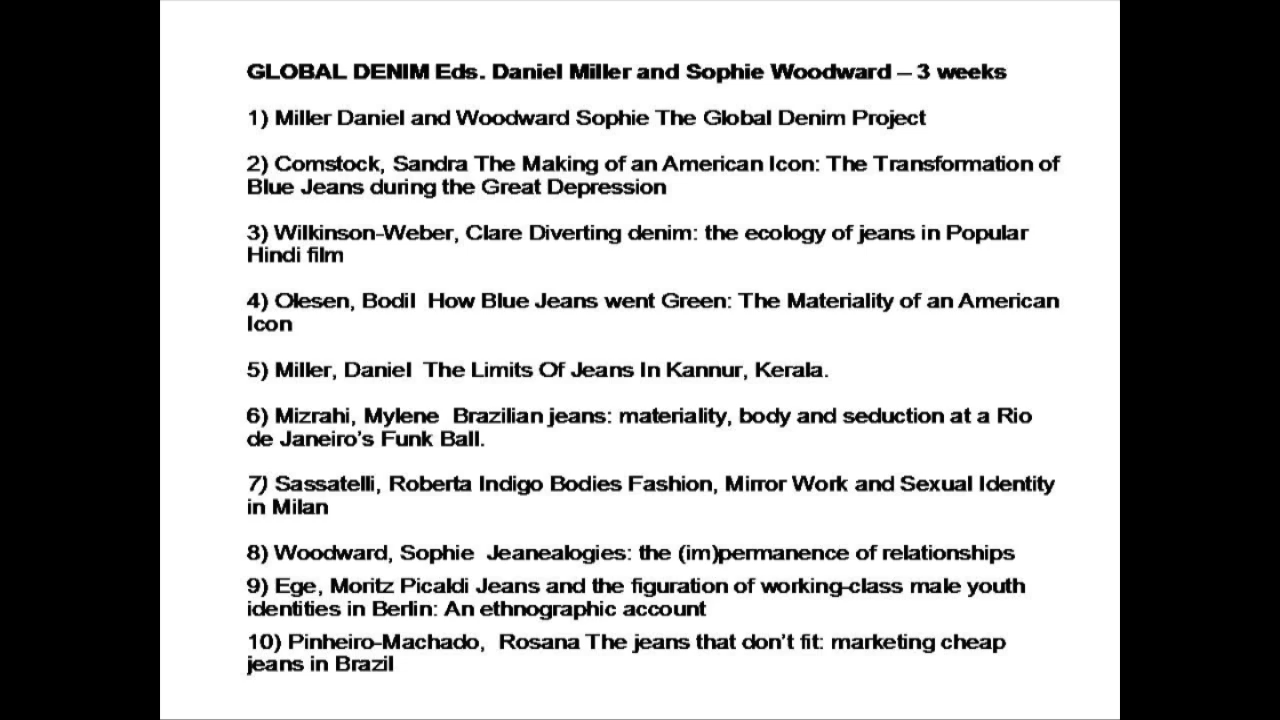 GLOBAL DENIM Eds. Daniel Miller and Sophie Woodward – 3 weeks
1) Miller Daniel and Woodward Sophie The Global Denim Project
2) Comstock, Sandra The Making of an American Icon: The Transformation of
Blue Jeans during the Great Depression
3) Wilkinson-Weber, Clare Diverting denim: the ecology of jeans in Popular
Hindi film
4) Olesen, Bodil  How Blue Jeans went Green: The Materiality of an American
Icon
5) Miller, Daniel  The Limits Of Jeans In Kannur, Kerala.
6) Mizrahi, Mylene  Brazilian jeans: materiality, body and seduction at a Rio
de Janeiro’s Funk Ball.
7) Sassatelli, Roberta Indigo Bodies Fashion, Mirror Work and Sexual Identity
in Milan
8) Woodward, Sophie  Jeanealogies: the (im)permanence of relationships
9) Ege, Moritz Picaldi Jeans and the figuration of working-class male youth
identities in Berlin: An ethnographic account
10) Pinheiro-Machado,  Rosana The jeans that don’t fit: marketing cheap
jeans in Brazil